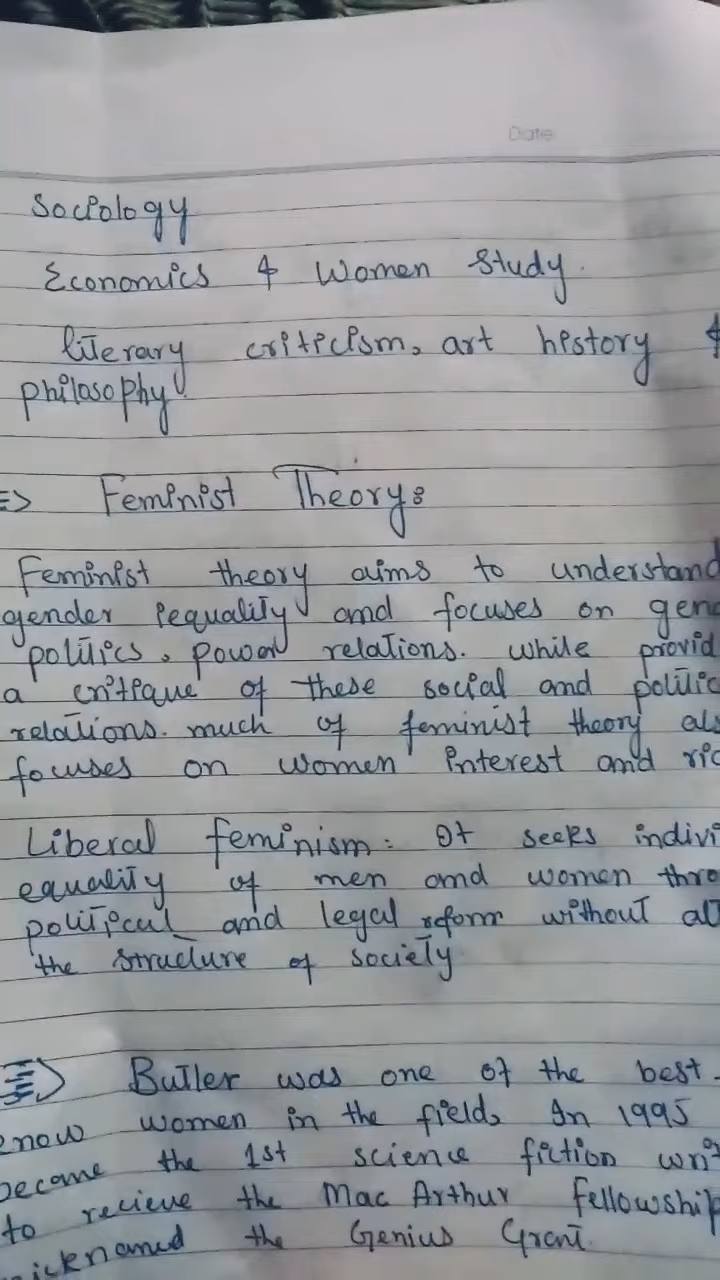 Date
Sociology
Economics & Women Study.
literary criticism, art history &
philosophy.
=> Feminist Theory:
Feminist theory aims to understand
gender iequality and focuses on gend
politics, power relations. while provid
a critique of these social and politic
relations. much of feminist theory als
focuses on women interest and rig
Liberal feminism: It seeks indivi
equality of men and women thro
political and legal reform without al
the structure of society
=> Butler was one of the best-
know women in the field, In 1995
become the 1st science fiction wri
to recieve the Mac Arthur fellowship
nicknamed the Genius Grant.